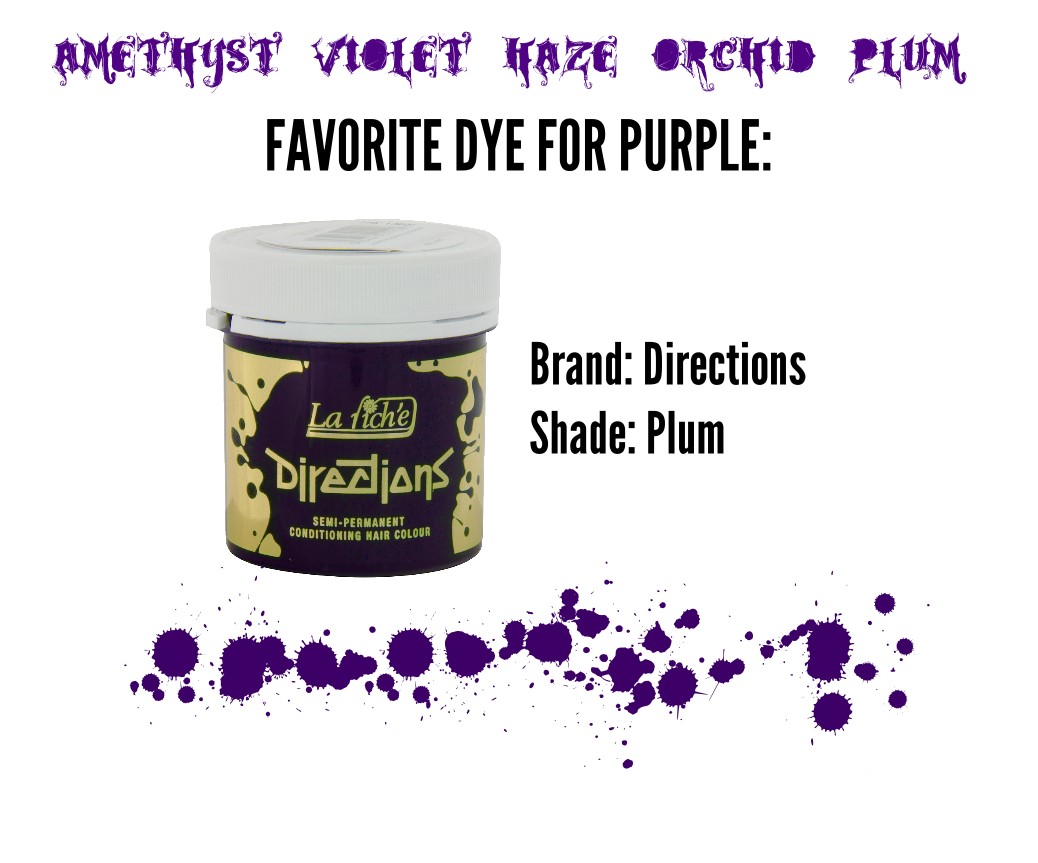 AMETHYST VIOLET HAZE ORCHID PLUM
FAVORITE DYE FOR PURPLE:
La riché
Directions
SEMI-PERMANENT
CONDITIONING HAIR COLOUR
Brand: Directions
Shade: Plum